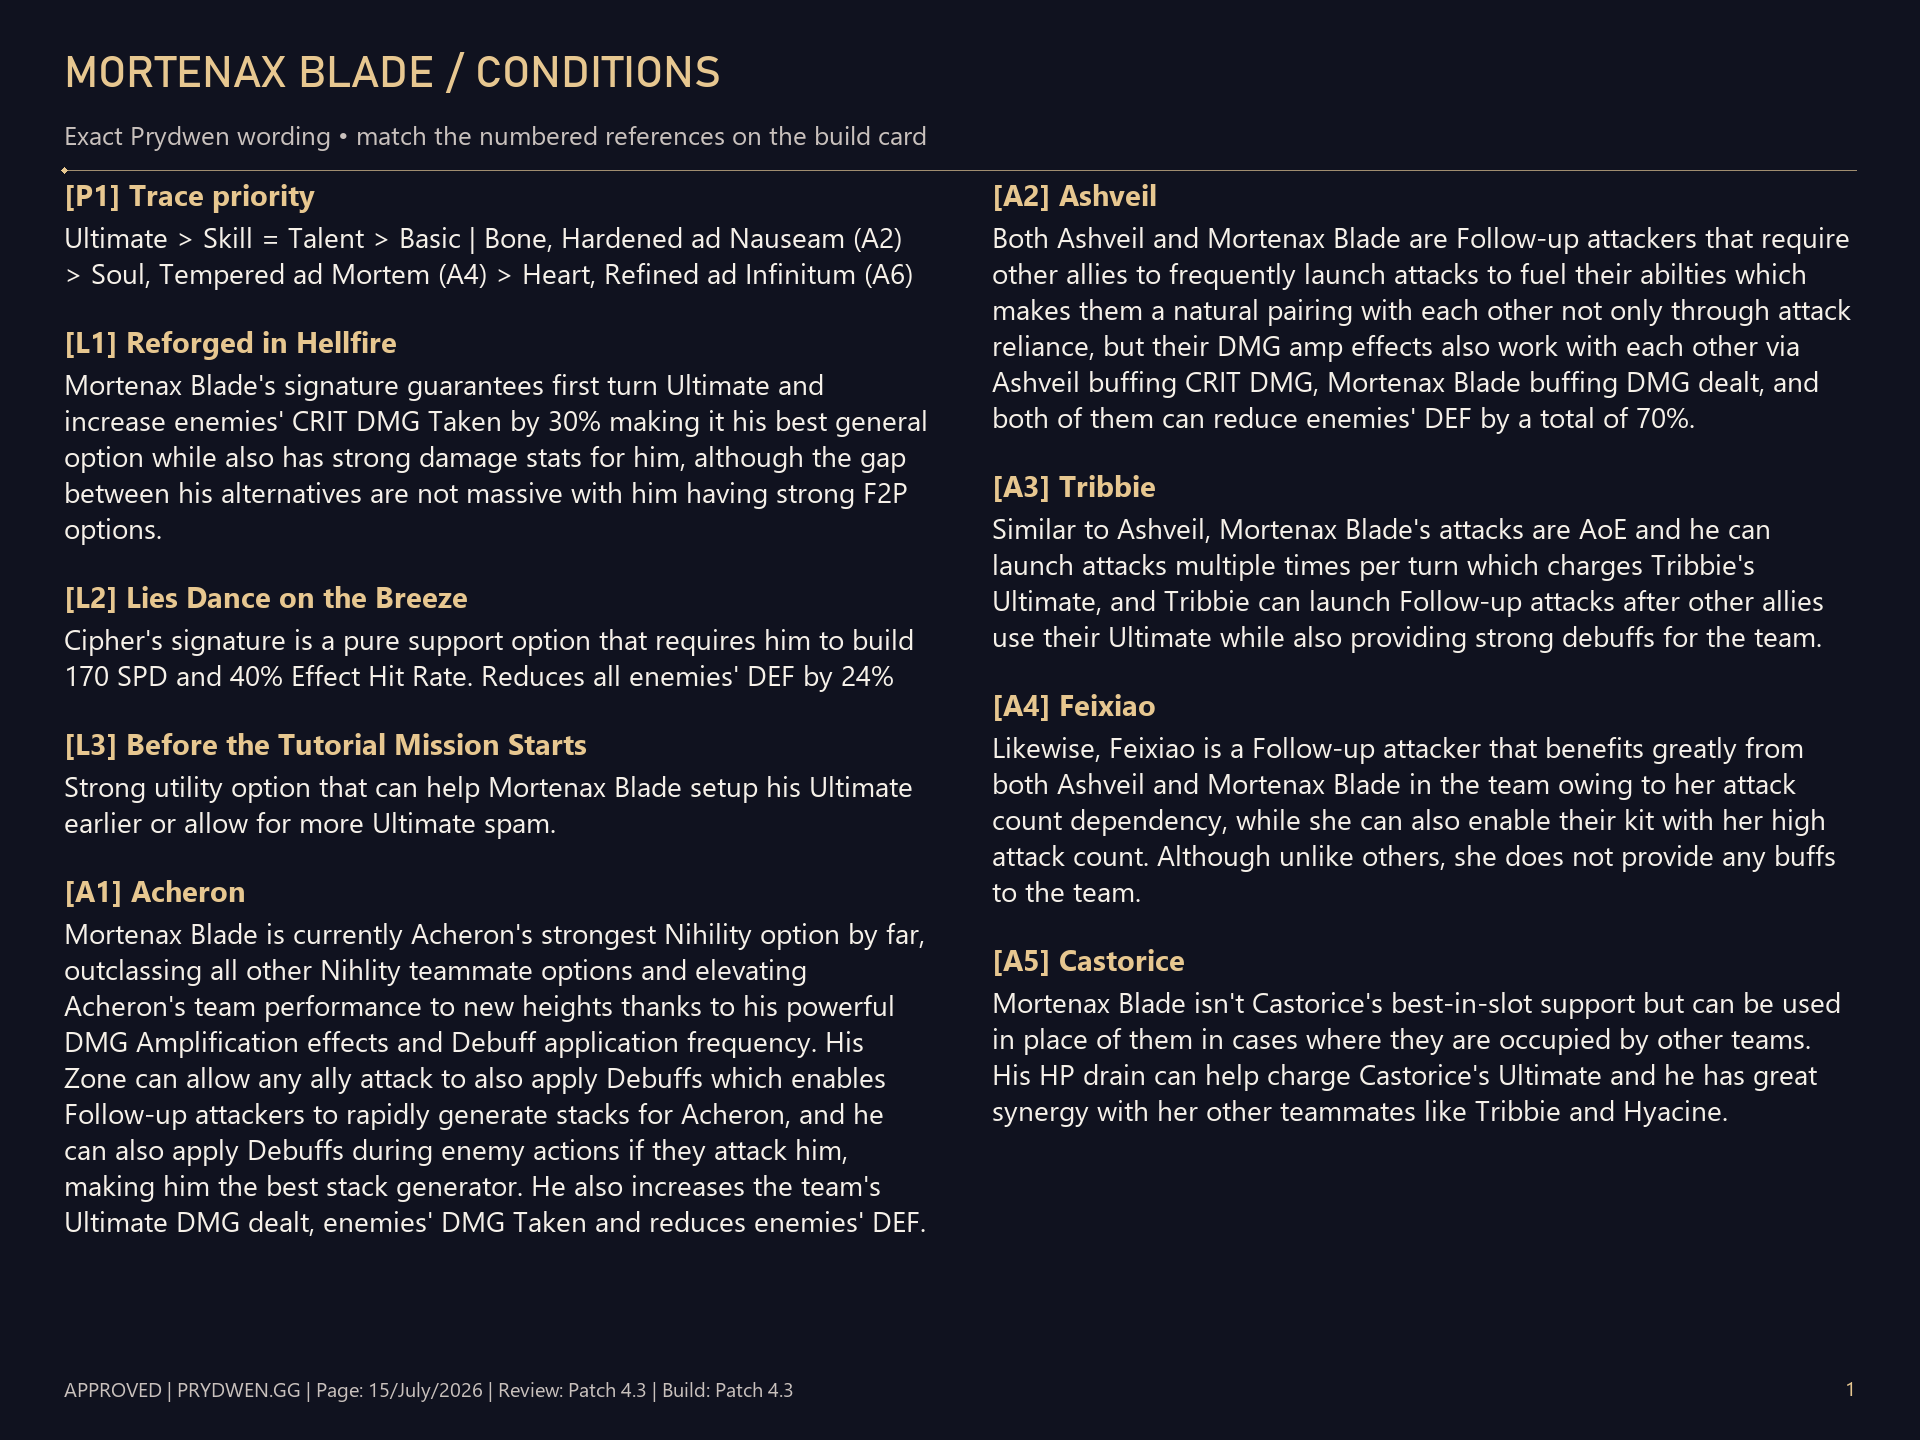 MORTENAX BLADE / CONDITIONS
Exact Prydwen wording • match the numbered references on the build card
[P1] Trace priority
Ultimate > Skill = Talent > Basic | Bone, Hardened ad Nauseam (A2)
> Soul, Tempered ad Mortem (A4) > Heart, Refined ad Infinitum (A6)
[L1] Reforged in Hellfire
Mortenax Blade's signature guarantees first turn Ultimate and
increase enemies' CRIT DMG Taken by 30% making it his best general
option while also has strong damage stats for him, although the gap
between his alternatives are not massive with him having strong F2P
options.
[L2] Lies Dance on the Breeze
Cipher's signature is a pure support option that requires him to build
170 SPD and 40% Effect Hit Rate. Reduces all enemies' DEF by 24%
[L3] Before the Tutorial Mission Starts
Strong utility option that can help Mortenax Blade setup his Ultimate
earlier or allow for more Ultimate spam.
[A1] Acheron
Mortenax Blade is currently Acheron's strongest Nihility option by far,
outclassing all other Nihlity teammate options and elevating
Acheron's team performance to new heights thanks to his powerful
DMG Amplification effects and Debuff application frequency. His
Zone can allow any ally attack to also apply Debuffs which enables
Follow-up attackers to rapidly generate stacks for Acheron, and he
can also apply Debuffs during enemy actions if they attack him,
making him the best stack generator. He also increases the team's
Ultimate DMG dealt, enemies' DMG Taken and reduces enemies' DEF.
[A2] Ashveil
Both Ashveil and Mortenax Blade are Follow-up attackers that require
other allies to frequently launch attacks to fuel their abilties which
makes them a natural pairing with each other not only through attack
reliance, but their DMG amp effects also work with each other via
Ashveil buffing CRIT DMG, Mortenax Blade buffing DMG dealt, and
both of them can reduce enemies' DEF by a total of 70%.
[A3] Tribbie
Similar to Ashveil, Mortenax Blade's attacks are AoE and he can
launch attacks multiple times per turn which charges Tribbie's
Ultimate, and Tribbie can launch Follow-up attacks after other allies
use their Ultimate while also providing strong debuffs for the team.
[A4] Feixiao
Likewise, Feixiao is a Follow-up attacker that benefits greatly from
both Ashveil and Mortenax Blade in the team owing to her attack
count dependency, while she can also enable their kit with her high
attack count. Although unlike others, she does not provide any buffs
to the team.
[A5] Castorice
Mortenax Blade isn't Castorice's best-in-slot support but can be used
in place of them in cases where they are occupied by other teams.
His HP drain can help charge Castorice's Ultimate and he has great
synergy with her other teammates like Tribbie and Hyacine.
APPROVED | PRYDWEN.GG | Page: 15/July/2026 | Review: Patch 4.3 | Build: Patch 4.3
1